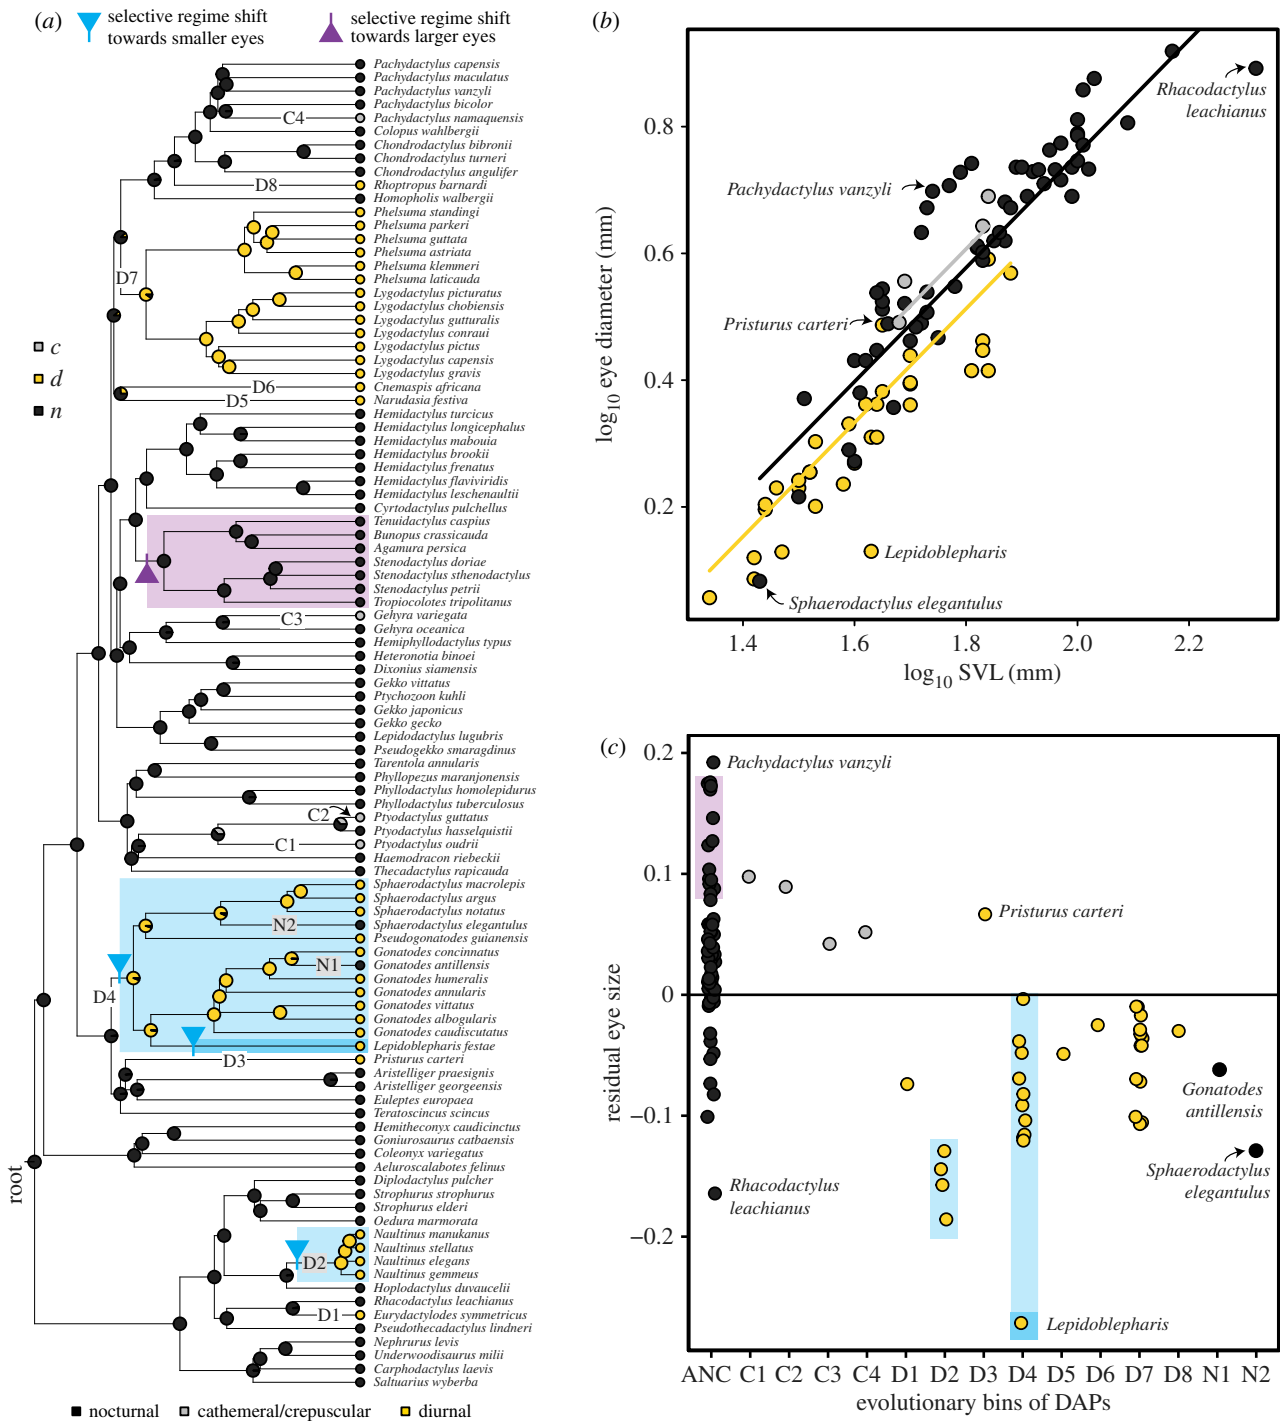 (a)
selective regime shift
towards smaller eyes
selective regime shift
towards larger eyes
Pachydactylus capensis
Pachydactylus maculatus
Pachydactylus vanzyli
Pachydactylus bicolor
C4
Pachydactylus namaquensis
Colopus wahlbergii
Chondrodactylus bibronii
Chondrodactylus turneri
Chondrodactylus angulifer
D8
Rhoptropus barnardi
Homopholis walbergii
Phelsuma standingi
Phelsuma parkeri
Phelsuma guttata
Phelsuma astriata
D7
Phelsuma klemmeri
Phelsuma laticauda
Lygodactylus picturatus
Lygodactylus chobiensis
Lygodactylus gutturalis
Lygodactylus conraui
Lygodactylus pictus
Lygodactylus capensis
Lygodactylus gravis
c
d
n
D6
Cnemaspis africana
D5
Narudasia festiva
Hemidactylus turcicus
Hemidactylus longicephalus
Hemidactylus mabouia
Hemidactylus brookii
Hemidactylus frenatus
Hemidactylus flaviviridis
Hemidactylus leschenaultii
Cyrtodactylus pulchellus
Tenuidactylus caspius
Bunopus crassicauda
Agamura persica
Stenodactylus doriae
Stenodactylus sthenodactylus
Stenodactylus petrii
Tropiocolotes tripolitanus
C3
Gehyra variegata
Gehyra oceanica
Hemiphyllodactylus typus
Heteronotia binoei
Dixonius siamensis
Gekko vittatus
Ptychozoon kuhli
Gekko japonicus
Gekko gecko
Lepidodactylus lugubris
Pseudogekko smaragdinus
Tarentola annularis
Phyllopezus maranjonensis
Phyllodactylus homolepidurus
Phyllodactylus tuberculosus
C2
Ptyodactylus guttatus
Ptyodactylus hasselquistii
C1
Ptyodactylus oudrii
Haemodracon riebeckii
Thecadactylus rapicauda
Sphaerodactylus macrolepis
Sphaerodactylus argus
Sphaerodactylus notatus
N2
Sphaerodactylus elegantulus
Pseudogonatodes guianensis
Gonatodes concinnatus
N1
Gonatodes antillensis
Gonatodes humeralis
D4
Gonatodes annularis
Gonatodes vittatus
Gonatodes albogularis
Gonatodes caudiscutatus
Lepidoblepharis festae
D3
Pristurus carteri
Aristelliger praesignis
Aristelliger georgeensis
Euleptes europaea
Teratoscincus scincus
Hemitheconyx caudicinctus
Goniurosaurus catbaensis
Coleonyx variegatus
Aeluroscalabotes felinus
root
Diplodactylus pulcher
Strophurus strophurus
Strophurus elderi
Oedura marmorata
Naultinus manukanus
Naultinus stellatus
D2
Naultinus elegans
Naultinus gemmeus
Hoplodactylus duvaucelii
Rhacodactylus leachianus
D1
Eurydactylodes symmetricus
Pseudothecadactylus lindneri
Nephrurus levis
Underwoodisaurus milii
Carphodactylus laevis
Saltuarius wyberba
nocturnal
cathemeral/crepuscular
diurnal
(b)
log10 eye diameter (mm)
0.8
0.6
0.4
0.2
Rhacodactylus
leachianus
Pachydactylus vanzyli
Pristurus carteri
Lepidoblepharis
Sphaerodactylus elegantulus
1.4 1.6 1.8 2.0 2.2
log10 SVL (mm)
(c)
residual eye size
0.2
0.1
0
−0.1
−0.2
Pachydactylus vanzyli
Pristurus carteri
Gonatodes
antillensis
Rhacodactylus
leachianus
Sphaerodactylus
elegantulus
Lepidoblepharis
ANC C1 C2 C3 C4 D1 D2 D3 D4 D5 D6 D7 D8 N1 N2
evolutionary bins of DAPs